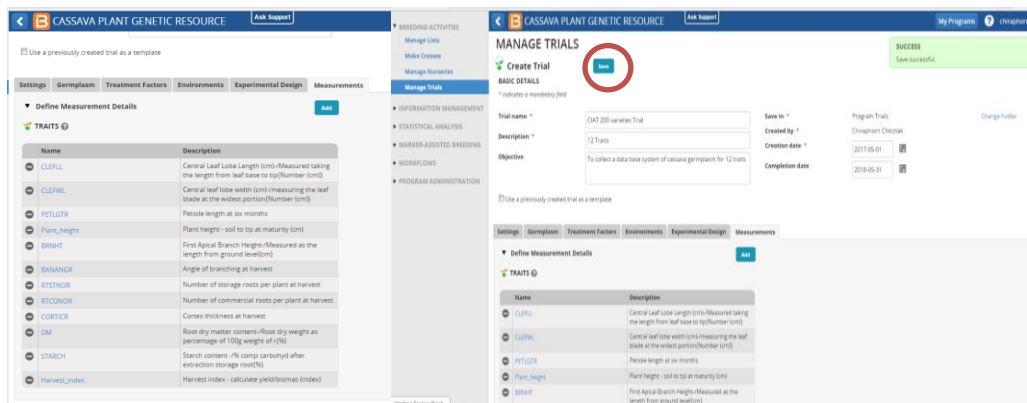 CASSAVA PLANT GENETIC RESOURCE
Ask Support
Use a previously created trial as a template
Settings Germplasm Treatment Factors Environments Experimental Design Measurements
Define Measurement Details
Add
TRAITS
Name Description
CLEFLL Central Leaf Lobe Length (cm)-/Measured taking
the length from leaf base to tip(Number (cm))
CLEFWL Central leaf lobe width (cm)-/measuring the leaf
blade at the widest portion(Number (cm))
PETLGTR Petiole length at six months
Plant_height Plant height - soil to tip at maturity (cm)
BRNHT First Apical Branch Height-/Measured as the
length from ground level(cm)
BANANGR Angle of branching at harvest
RTSTNOR Number of storage roots per plant at harvest
RTCONOR Number of commercial roots per plant at harvest
CORTICR Cortex thickness at harvest
DM Root dry matter content-/Root dry weight as
percentage of 100g weight of r(%)
STARCH Starch content -/% comp carbohyd after
extraction storage root(%)
Harvest_index Harvest index - calculate yield/biomas (index)
BREEDING ACTIVITIES
Manage Lists
Make Crosses
Manage Nurseries
Manage Trials
INFORMATION MANAGEMENT
STATISTICAL ANALYSIS
MARKER-ASSISTED BREEDING
WORKFLOWS
PROGRAM ADMINISTRATION
CASSAVA PLANT GENETIC RESOURCE
Ask Support
My Programs
chiraphorn
MANAGE TRIALS
SUCCESS
Save successful.
Create Trial
Save
BASIC DETAILS
* indicates a mandatory field
Trial name * CIAT 200 varieties Trial
Description * 12 Traits
Objective To collect a data base system of cassava germplasm for 12 traits
Save in * Program Trials Change Folder
Created by * Chiraphorn
Creation date * 2017-05-01
Completion date 2018-05-31
Use a previously created trial as a template
Settings Germplasm Treatment Factors Environments Experimental Design Measurements
Define Measurement Details
Add
TRAITS
Name Description
CLEFLL Central Leaf Lobe Length (cm)-/Measured taking
the length from leaf base to tip(Number (cm))
CLEFWL Central leaf lobe width (cm)-/measuring the leaf
blade at the widest portion(Number (cm))
PETLGTR Petiole length at six months
Plant_height Plant height - soil to tip at maturity (cm)
BRNHT First Apical Branch Height-/Measured as the
length from ground level(cm)